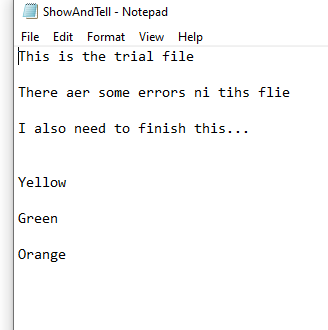 ShowAndTell - Notepad
File Edit Format View Help
This is the trial file
There aer some errors ni tihs flie
I also need to finish this...
Yellow
Green
Orange